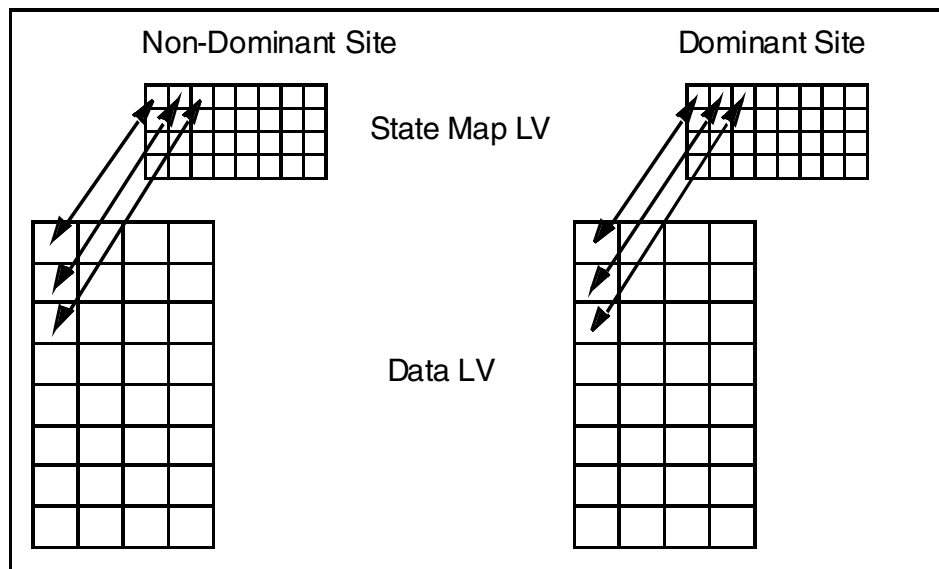 Non-Dominant Site
Dominant Site
State Map LV
Data LV